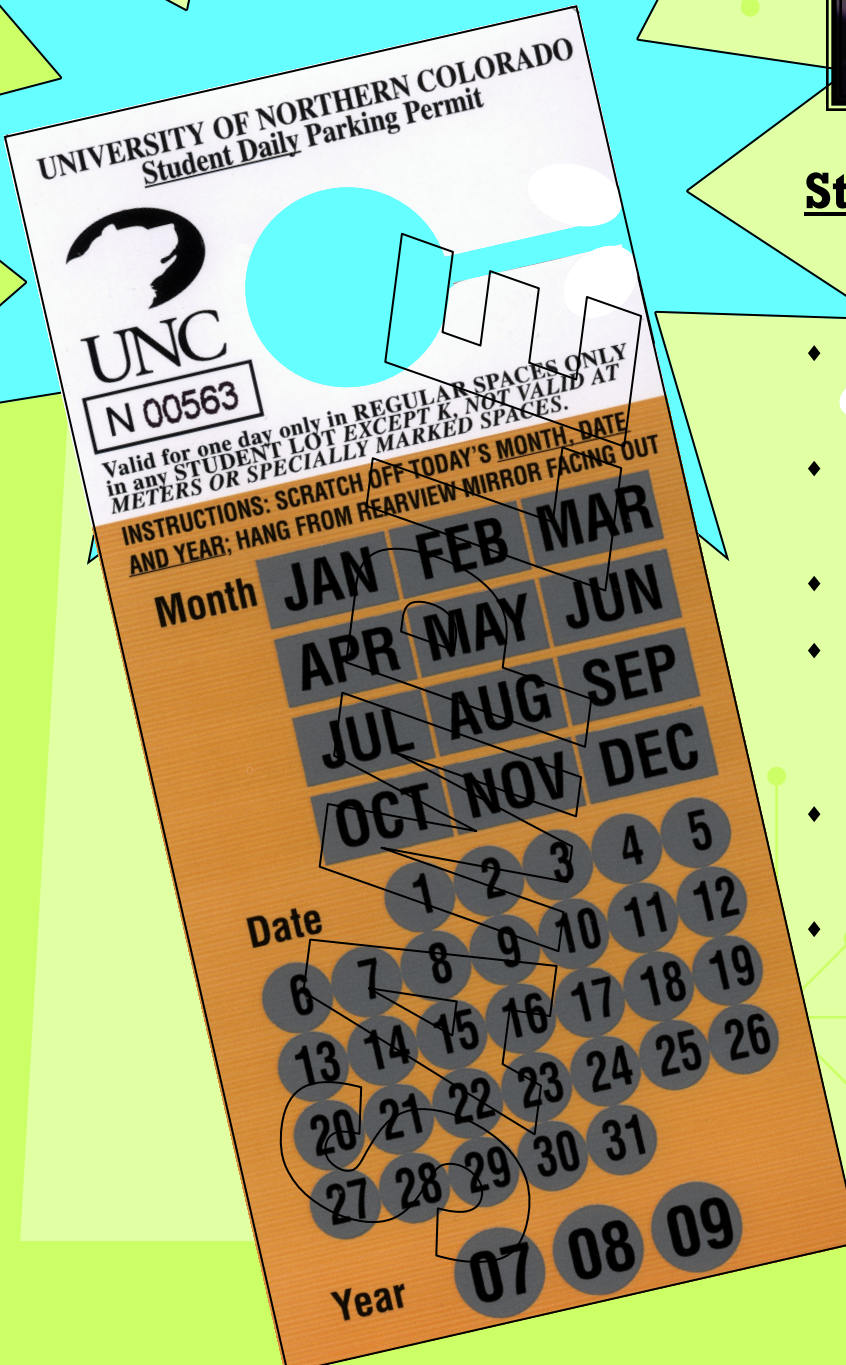 UNIVERSITY OF NORTHERN COLORADO
Student Daily Parking Permit
UNC
N 00563
Valid for one day only in REGULAR SPACES ONLY
in any STUDENT LOT EXCEPT K, NOT VALID AT
METERS OR SPECIALLY MARKED SPACES.
INSTRUCTIONS: SCRATCH OFF TODAY'S MONTH, DATE
AND YEAR; HANG FROM REARVIEW MIRROR FACING OUT
Month JAN FEB MAR
APR MAY JUN
JUL AUG SEP
OCT NOV DEC
Date 1 2 3 4 5
6 7 8 9 10 11 12
13 14 15 16 17 18 19
20 21 22 23 24 25 26
27 28 29 30 31
Year 07 08 09
SAMPLE
St